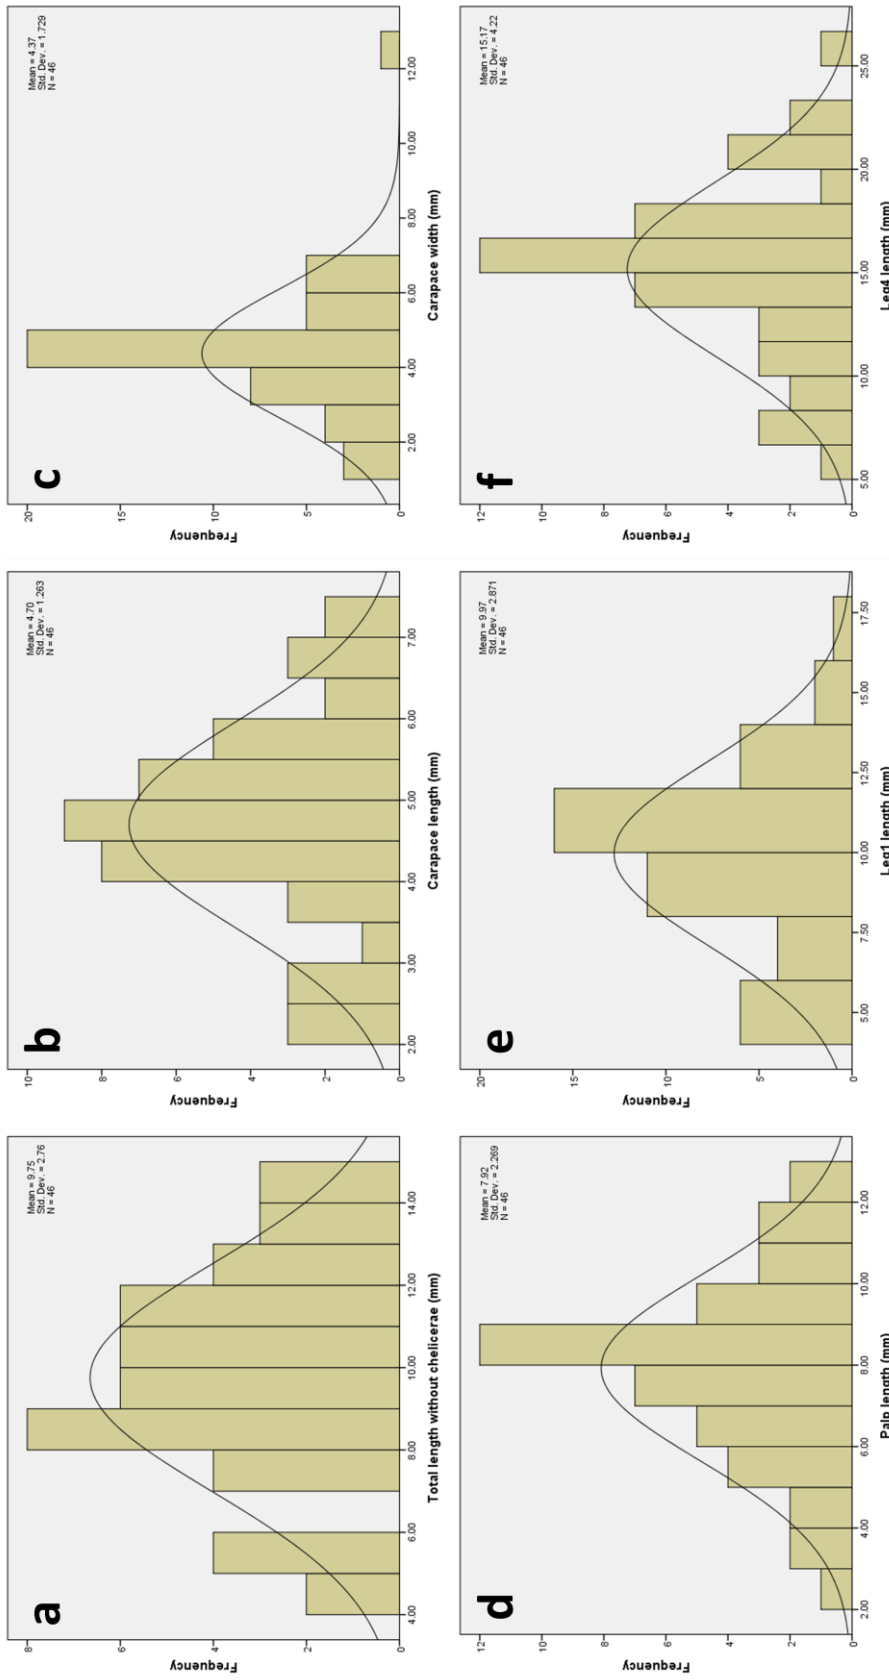 a
Mean = 9.75
Std. Dev. = 2.76
N = 46
Frequency
8
6
4
2
0
4.00 6.00 8.00 10.00 12.00 14.00
Total length without chelicerae (mm)
b
Mean = 4.70
Std. Dev. = 1.263
N = 46
Frequency
10
8
6
4
2
0
2.00 3.00 4.00 5.00 6.00 7.00
Carapace length (mm)
c
Mean = 4.37
Std. Dev. = 1.729
N = 46
Frequency
20
15
10
5
0
2.00 4.00 6.00 8.00 10.00 12.00
Carapace width (mm)
d
Mean = 7.92
Std. Dev. = 2.269
N = 46
Frequency
12
10
8
6
4
2
0
2.00 4.00 6.00 8.00 10.00 12.00
Palp length (mm)
e
Mean = 9.97
Std. Dev. = 2.871
N = 46
Frequency
20
15
10
5
0
5.00 7.50 10.00 12.50 15.00 17.50
Leg1 length (mm)
f
Mean = 15.17
Std. Dev. = 4.22
N = 46
Frequency
12
10
8
6
4
2
0
5.00 10.00 15.00 20.00 25.00
Leg4 length (mm)